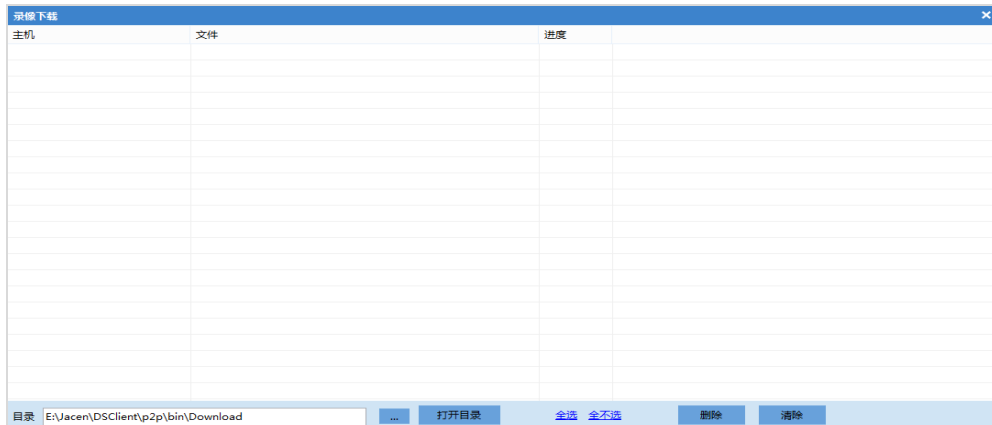 录像下载 ×
主机 文件 进度
目录 E:\Jacen\DSClient\p2p\bin\Download ... 打开目录 全选 全不选 删除 清除